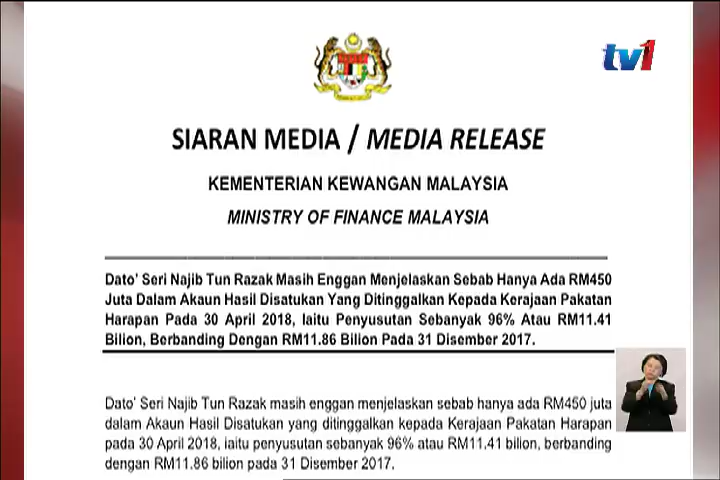 tv1
SIARAN MEDIA / MEDIA RELEASE
KEMENTERIAN KEWANGAN MALAYSIA
MINISTRY OF FINANCE MALAYSIA
Dato' Seri Najib Tun Razak Masih Enggan Menjelaskan Sebab Hanya Ada RM450
Juta Dalam Akaun Hasil Disatukan Yang Ditinggalkan Kepada Kerajaan Pakatan
Harapan Pada 30 April 2018, Iaitu Penyusutan Sebanyak 96% Atau RM11.41
Bilion, Berbanding Dengan RM11.86 Bilion Pada 31 Disember 2017.
Dato' Seri Najib Tun Razak masih enggan menjelaskan sebab hanya ada RM450 juta
dalam Akaun Hasil Disatukan yang ditinggalkan kepada Kerajaan Pakatan Harapan
pada 30 April 2018, iaitu penyusutan sebanyak 96% atau RM11.41 bilion, berbanding
dengan RM11.86 bilion pada 31 Disember 2017.